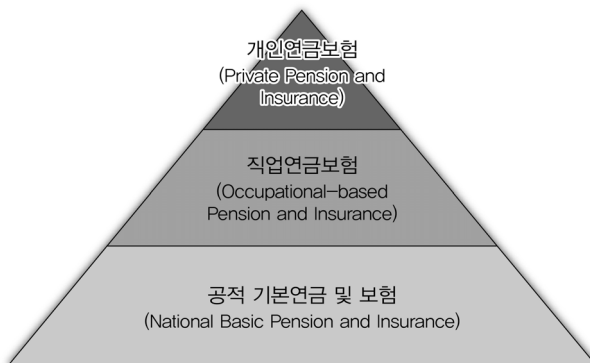 개인연금보험
(Private Pension and
Insurance)
직업연금보험
(Occupational-based
Pension and Insurance)
공적 기본연금 및 보험
(National Basic Pension and Insurance)